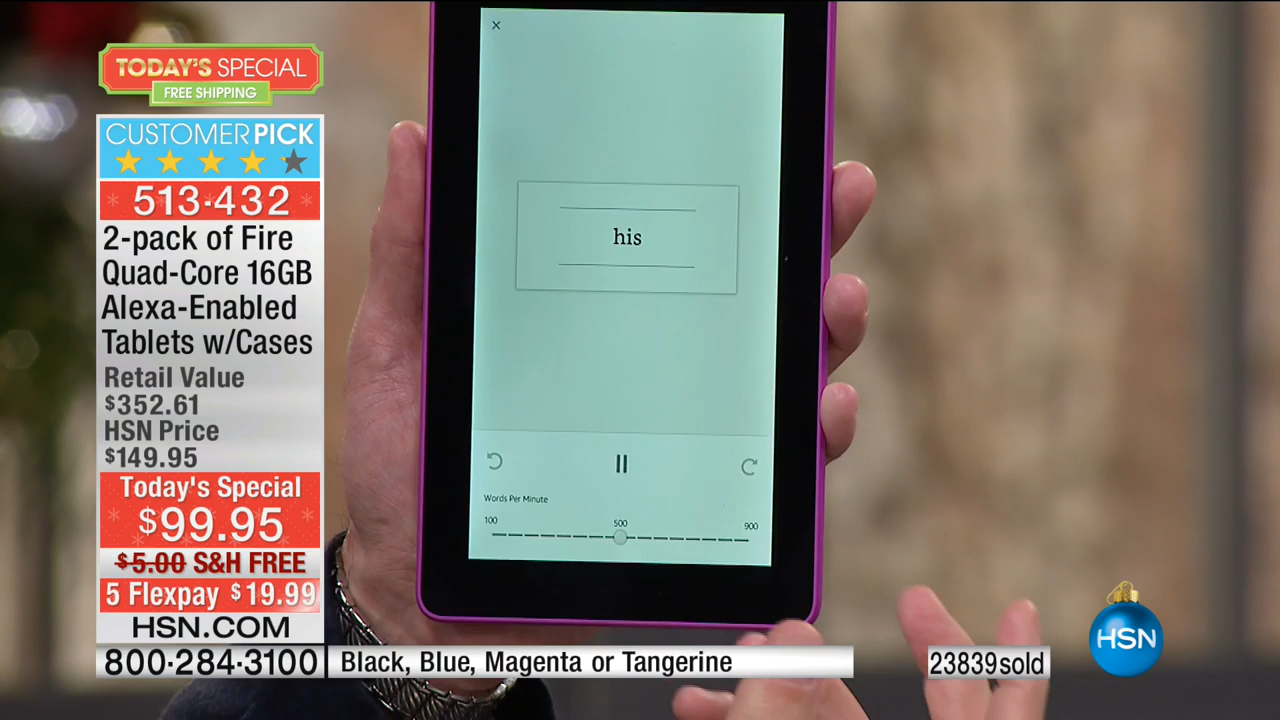 TODAY'S SPECIAL
FREE SHIPPING
CUSTOMER PICK
513-432
2-pack of Fire
Quad-Core 16GB
Alexa-Enabled
Tablets w/Cases
Retail Value
$352.61
HSN Price
$149.95
Today's Special
$99.95
$5.00 S&H FREE
5 Flexpay $19.99
HSN.COM
800-284-3100
Black, Blue, Magenta or Tangerine
23839sold
HSN
×
his
Words Per Minute
100 500 900